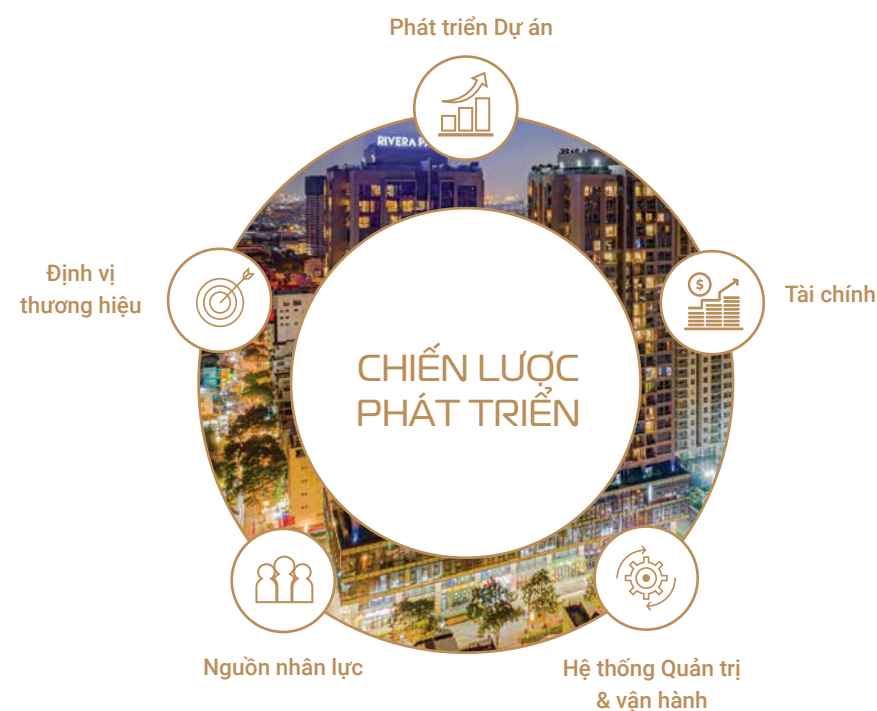 Phát triển Dự án
RIVERA
Định vị
thương hiệu
$
Tài chính
CHIẾN LƯỢC
PHÁT TRIỂN
Nguồn nhân lực
Hệ thống Quản trị
& vận hành